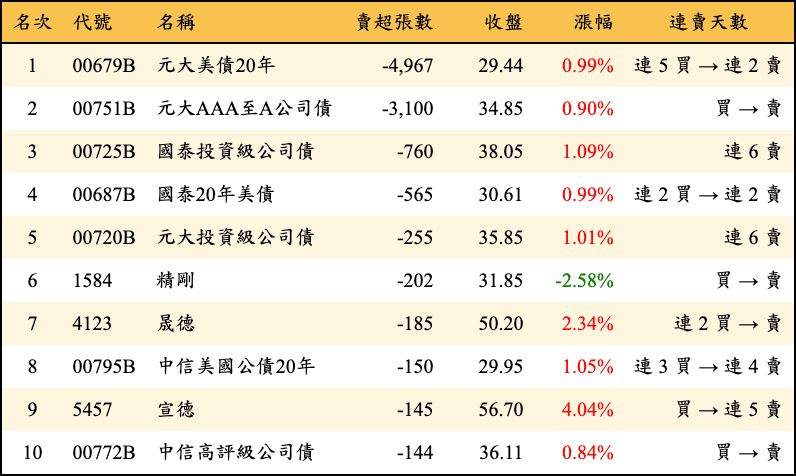 名次 代號 名稱 賣超張數 收盤 漲幅 連賣天數
1 00679B 元大美債20年 -4,967 29.44 0.99% 連 5 買 → 連 2 賣
2 00751B 元大AAA至A公司債 -3,100 34.85 0.90% 買 → 賣
3 00725B 國泰投資級公司債 -760 38.05 1.09% 連 6 賣
4 00687B 國泰20年美債 -565 30.61 0.99% 連 2 買 → 連 2 賣
5 00720B 元大投資級公司債 -255 35.85 1.01% 連 6 賣
6 1584 精剛 -202 31.85 -2.58% 買 → 賣
7 4123 晟德 -185 50.20 2.34% 連 2 買 → 賣
8 00795B 中信美國公債20年 -150 29.95 1.05% 連 3 買 → 連 4 賣
9 5457 宣德 -145 56.70 4.04% 買 → 連 5 賣
10 00772B 中信高評級公司債 -144 36.11 0.84% 買 → 賣